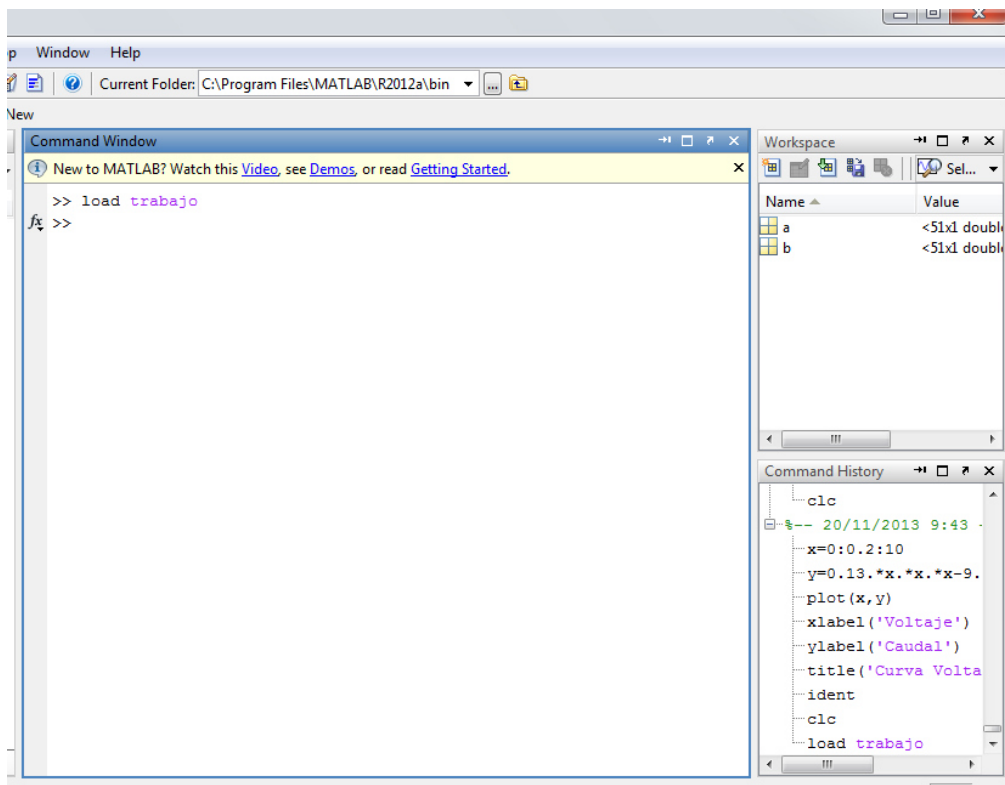 p Window Help
Current Folder: C:\Program Files\MATLAB\R2012a\bin ...
New
Command Window
New to MATLAB? Watch this Video, see Demos, or read Getting Started.
>> load trabajo
fx >>
Workspace
Sel...
Name Value
a <51x1 doubl
b <51x1 doubl
Command History
clc
%-- 20/11/2013 9:43 -
x=0:0.2:10
y=0.13.*x.*x.*x-9.
plot(x,y)
xlabel('Voltaje')
ylabel('Caudal')
title('Curva Volta
ident
clc
load trabajo